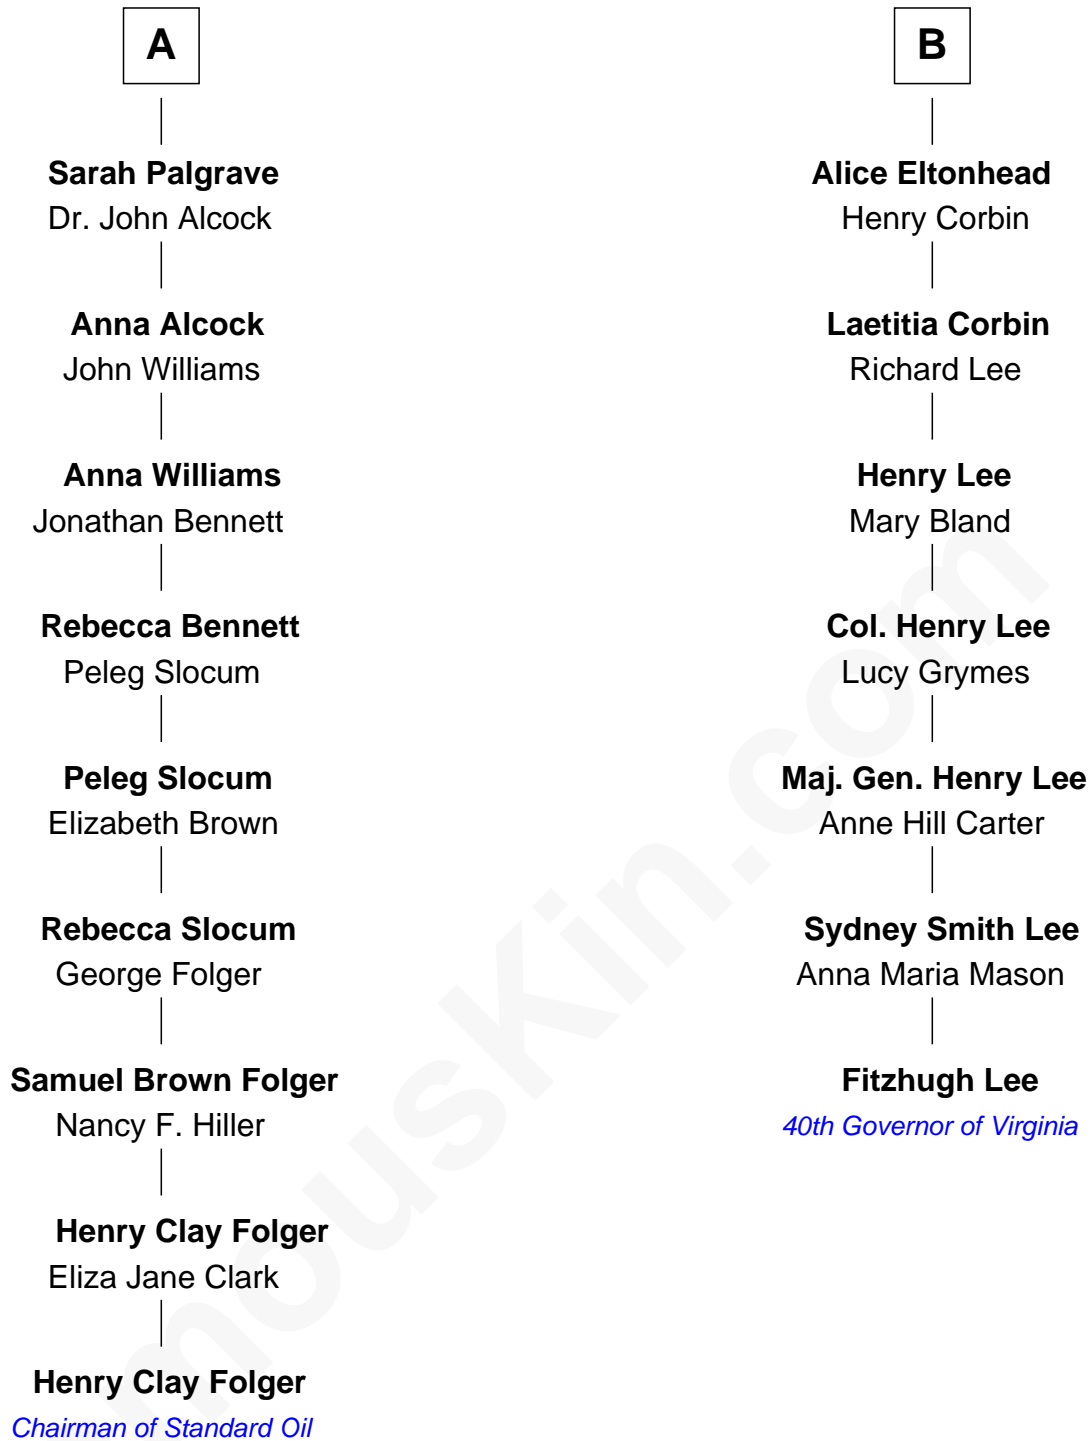 A
Sarah Palgrave
Dr. John Alcock
Anna Alcock
John Williams
Anna Williams
Jonathan Bennett
Rebecca Bennett
Peleg Slocum
Peleg Slocum
Elizabeth Brown
Rebecca Slocum
George Folger
Samuel Brown Folger
Nancy F. Hiller
Henry Clay Folger
Eliza Jane Clark
Henry Clay Folger
Chairman of Standard Oil
B
Alice Eltonhead
Henry Corbin
Laetitia Corbin
Richard Lee
Henry Lee
Mary Bland
Col. Henry Lee
Lucy Grymes
Maj. Gen. Henry Lee
Anne Hill Carter
Sydney Smith Lee
Anna Maria Mason
Fitzhugh Lee
40th Governor of Virginia
mousKin.com